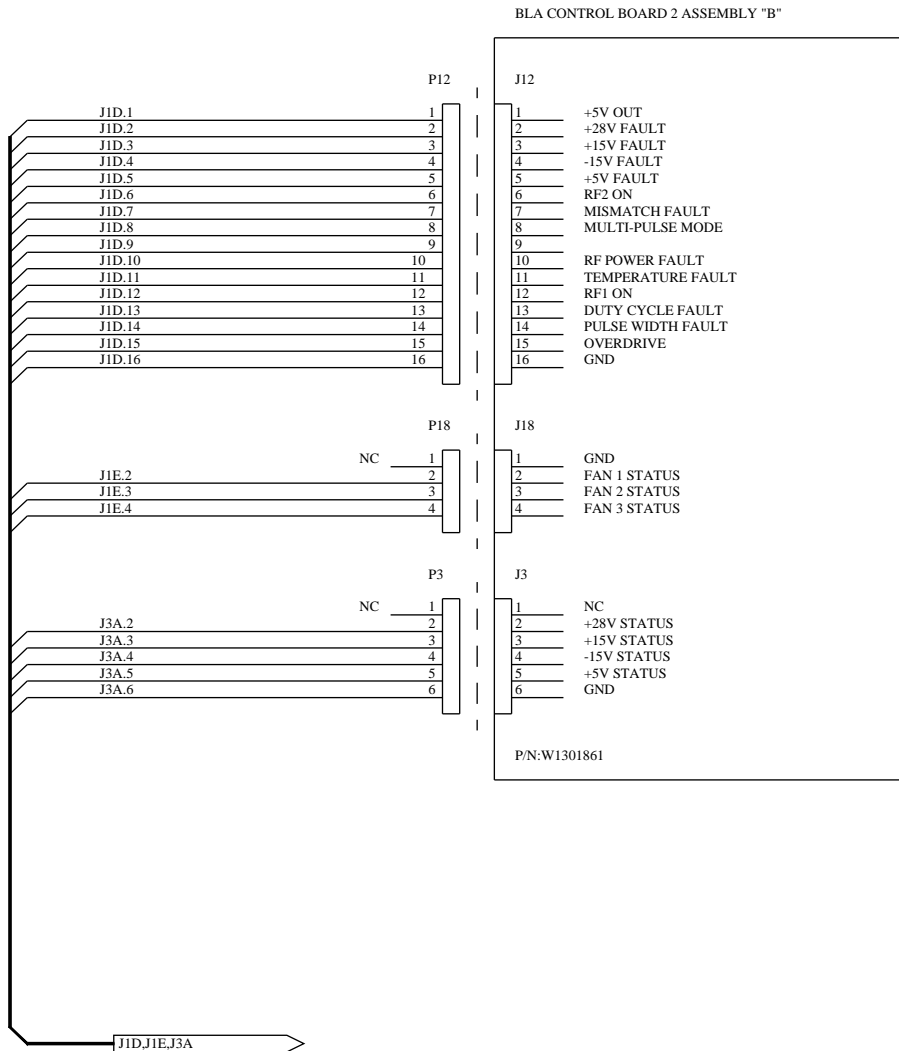 BLA CONTROL BOARD 2 ASSEMBLY "B"
P12 J12
J1D.1 1 1 +5V OUT
J1D.2 2 2 +28V FAULT
J1D.3 3 3 +15V FAULT
J1D.4 4 4 -15V FAULT
J1D.5 5 5 +5V FAULT
J1D.6 6 6 RF2 ON
J1D.7 7 7 MISMATCH FAULT
J1D.8 8 8 MULTI-PULSE MODE
J1D.9 9 9
J1D.10 10 10 RF POWER FAULT
J1D.11 11 11 TEMPERATURE FAULT
J1D.12 12 12 RF1 ON
J1D.13 13 13 DUTY CYCLE FAULT
J1D.14 14 14 PULSE WIDTH FAULT
J1D.15 15 15 OVERDRIVE
J1D.16 16 16 GND
P18 J18
NC 1 1 GND
J1E.2 2 2 FAN 1 STATUS
J1E.3 3 3 FAN 2 STATUS
J1E.4 4 4 FAN 3 STATUS
P3 J3
NC 1 1 NC
J3A.2 2 2 +28V STATUS
J3A.3 3 3 +15V STATUS
J3A.4 4 4 -15V STATUS
J3A.5 5 5 +5V STATUS
J3A.6 6 6 GND
P/N:W1301861
J1D,J1E,J3A